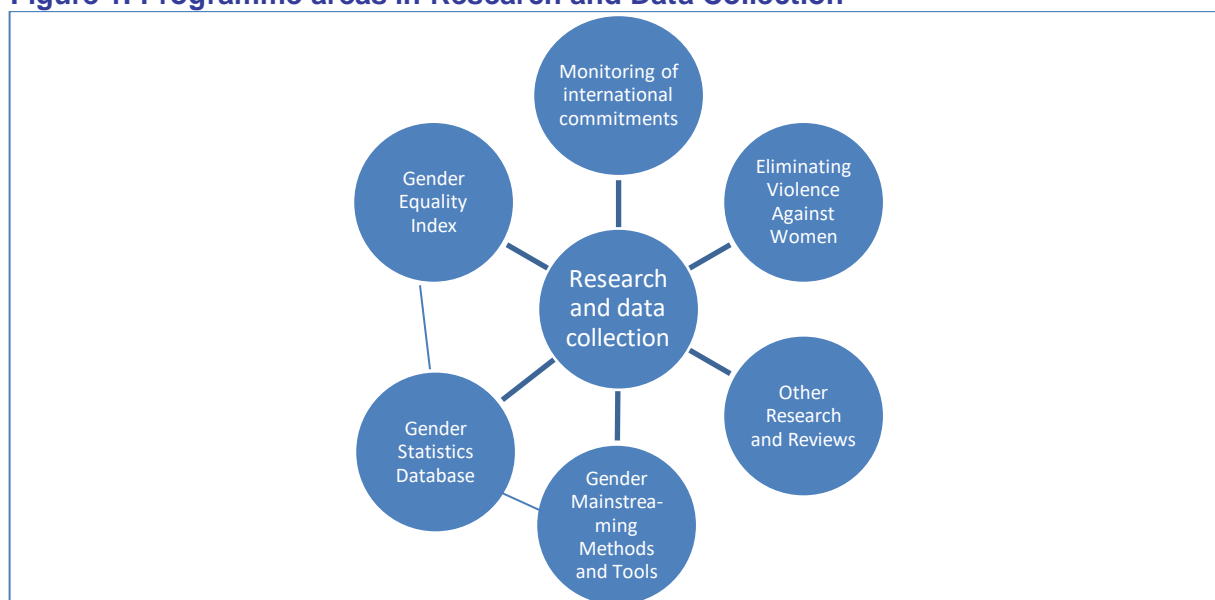 Figure 1: Programme areas in Research and Data Collection
Monitoring of
international
commitments
Gender
Equality
Index
Eliminating
Violence
Against
Women
Research
and data
collection
Other
Research
and Reviews
Gender
Statistics
Database
Gender
Mainstrea-
ming
Methods
and Tools